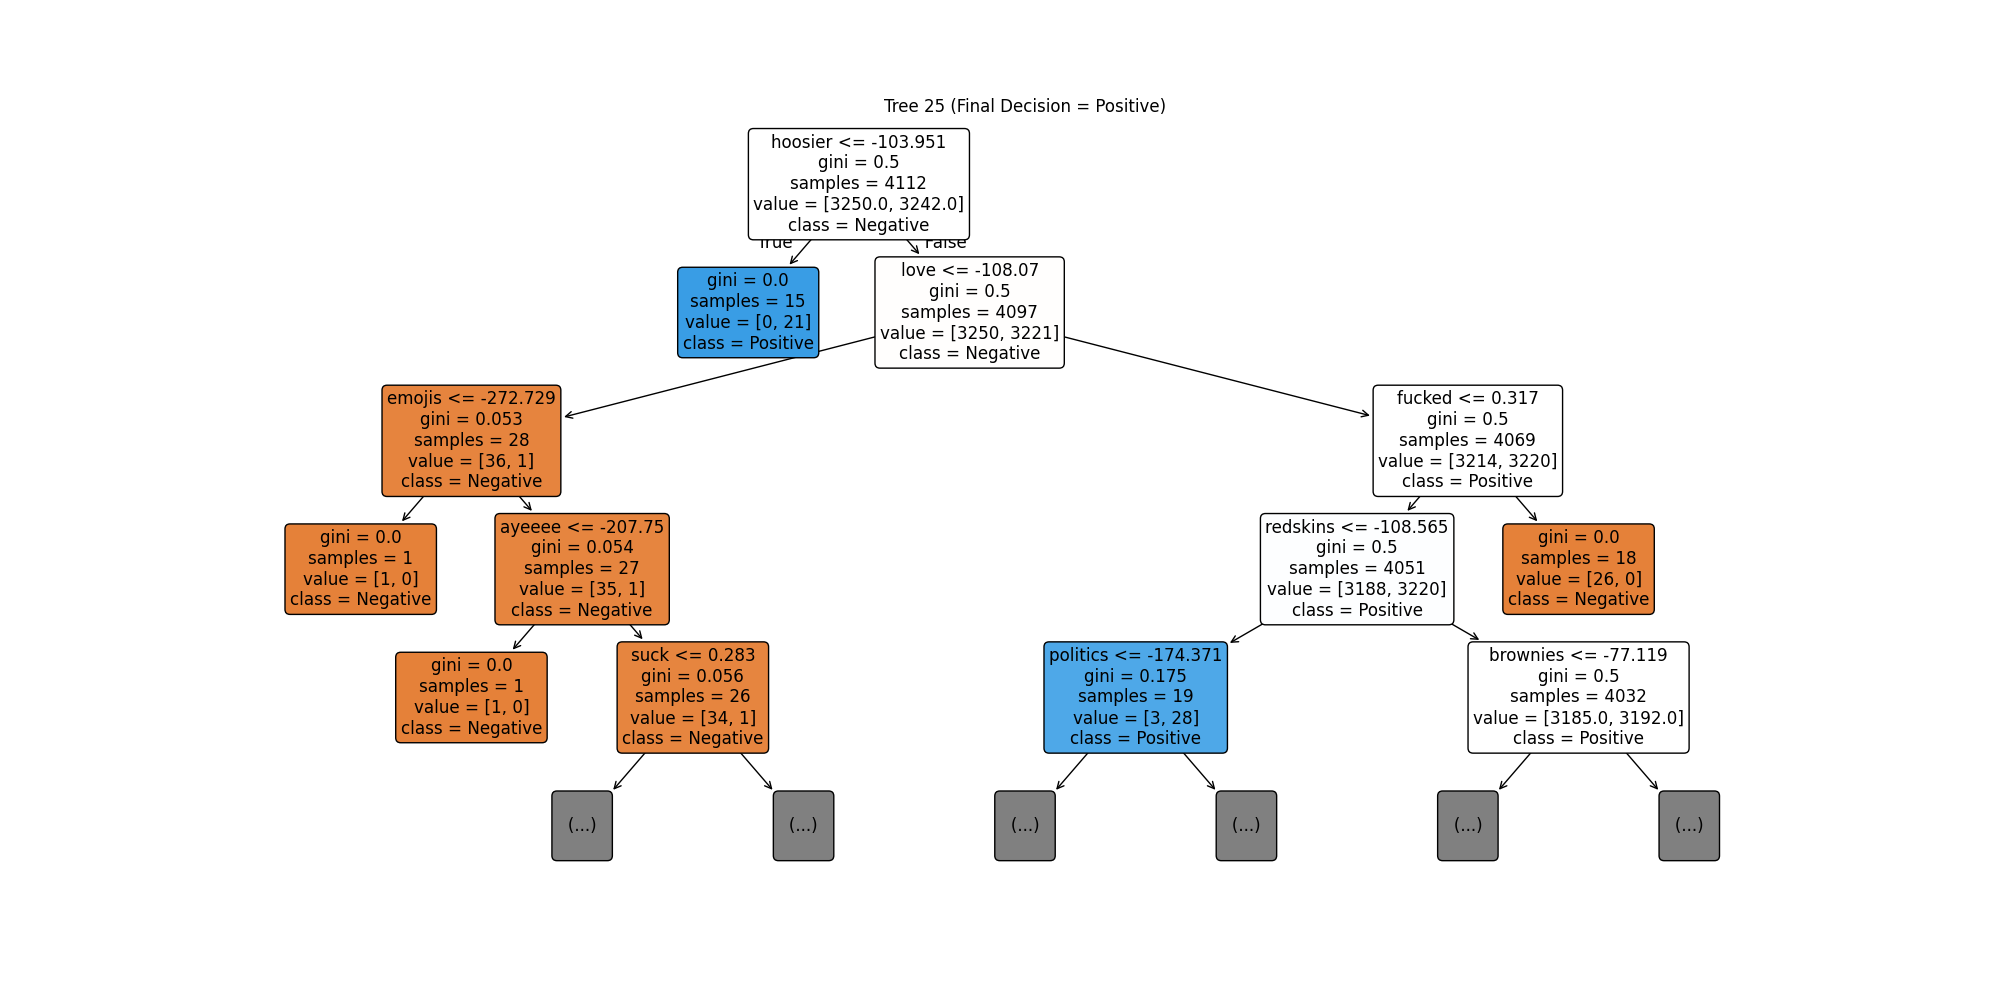 Tree 25 (Final Decision = Positive)
hoosier <= -103.951
gini = 0.5
samples = 4112
value = [3250.0, 3242.0]
class = Negative
True
False
gini = 0.0
samples = 15
value = [0, 21]
class = Positive
love <= -108.07
gini = 0.5
samples = 4097
value = [3250, 3221]
class = Negative
emojis <= -272.729
gini = 0.053
samples = 28
value = [36, 1]
class = Negative
fucked <= 0.317
gini = 0.5
samples = 4069
value = [3214, 3220]
class = Positive
gini = 0.0
samples = 1
value = [1, 0]
class = Negative
ayeeee <= -207.75
gini = 0.054
samples = 27
value = [35, 1]
class = Negative
redskins <= -108.565
gini = 0.5
samples = 4051
value = [3188, 3220]
class = Positive
gini = 0.0
samples = 18
value = [26, 0]
class = Negative
gini = 0.0
samples = 1
value = [1, 0]
class = Negative
suck <= 0.283
gini = 0.056
samples = 26
value = [34, 1]
class = Negative
politics <= -174.371
gini = 0.175
samples = 19
value = [3, 28]
class = Positive
brownies <= -77.119
gini = 0.5
samples = 4032
value = [3185.0, 3192.0]
class = Positive
(...)
(...)
(...)
(...)
(...)
(...)